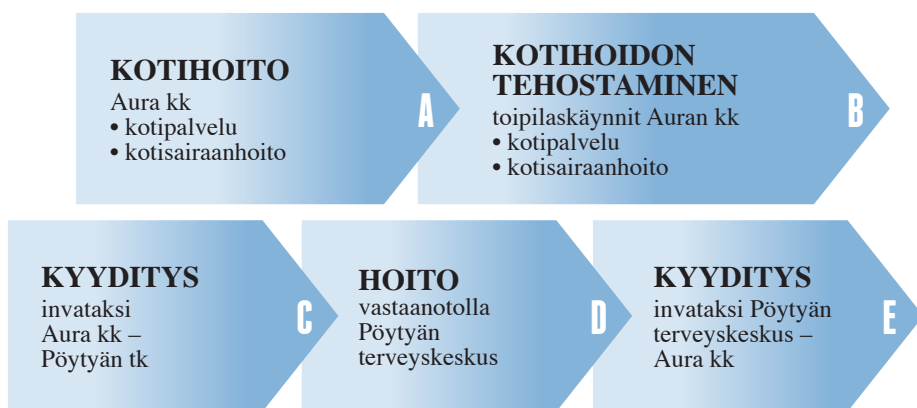 KOTIHOITO
Aura kk
• kotipalvelu
• kotisairaanhoito
A
KOTIHOIDON
TEHOSTAMINEN
toipilaskäynnit Auran kk
• kotipalvelu
• kotisairaanhoito
B
KYYDITYS
invataksi
Aura kk –
Pöytyän tk
C
HOITO
vastaanotolla
Pöytyän
terveyskeskus
D
KYYDITYS
invataksi Pöytyän
terveyskeskus –
Aura kk
E